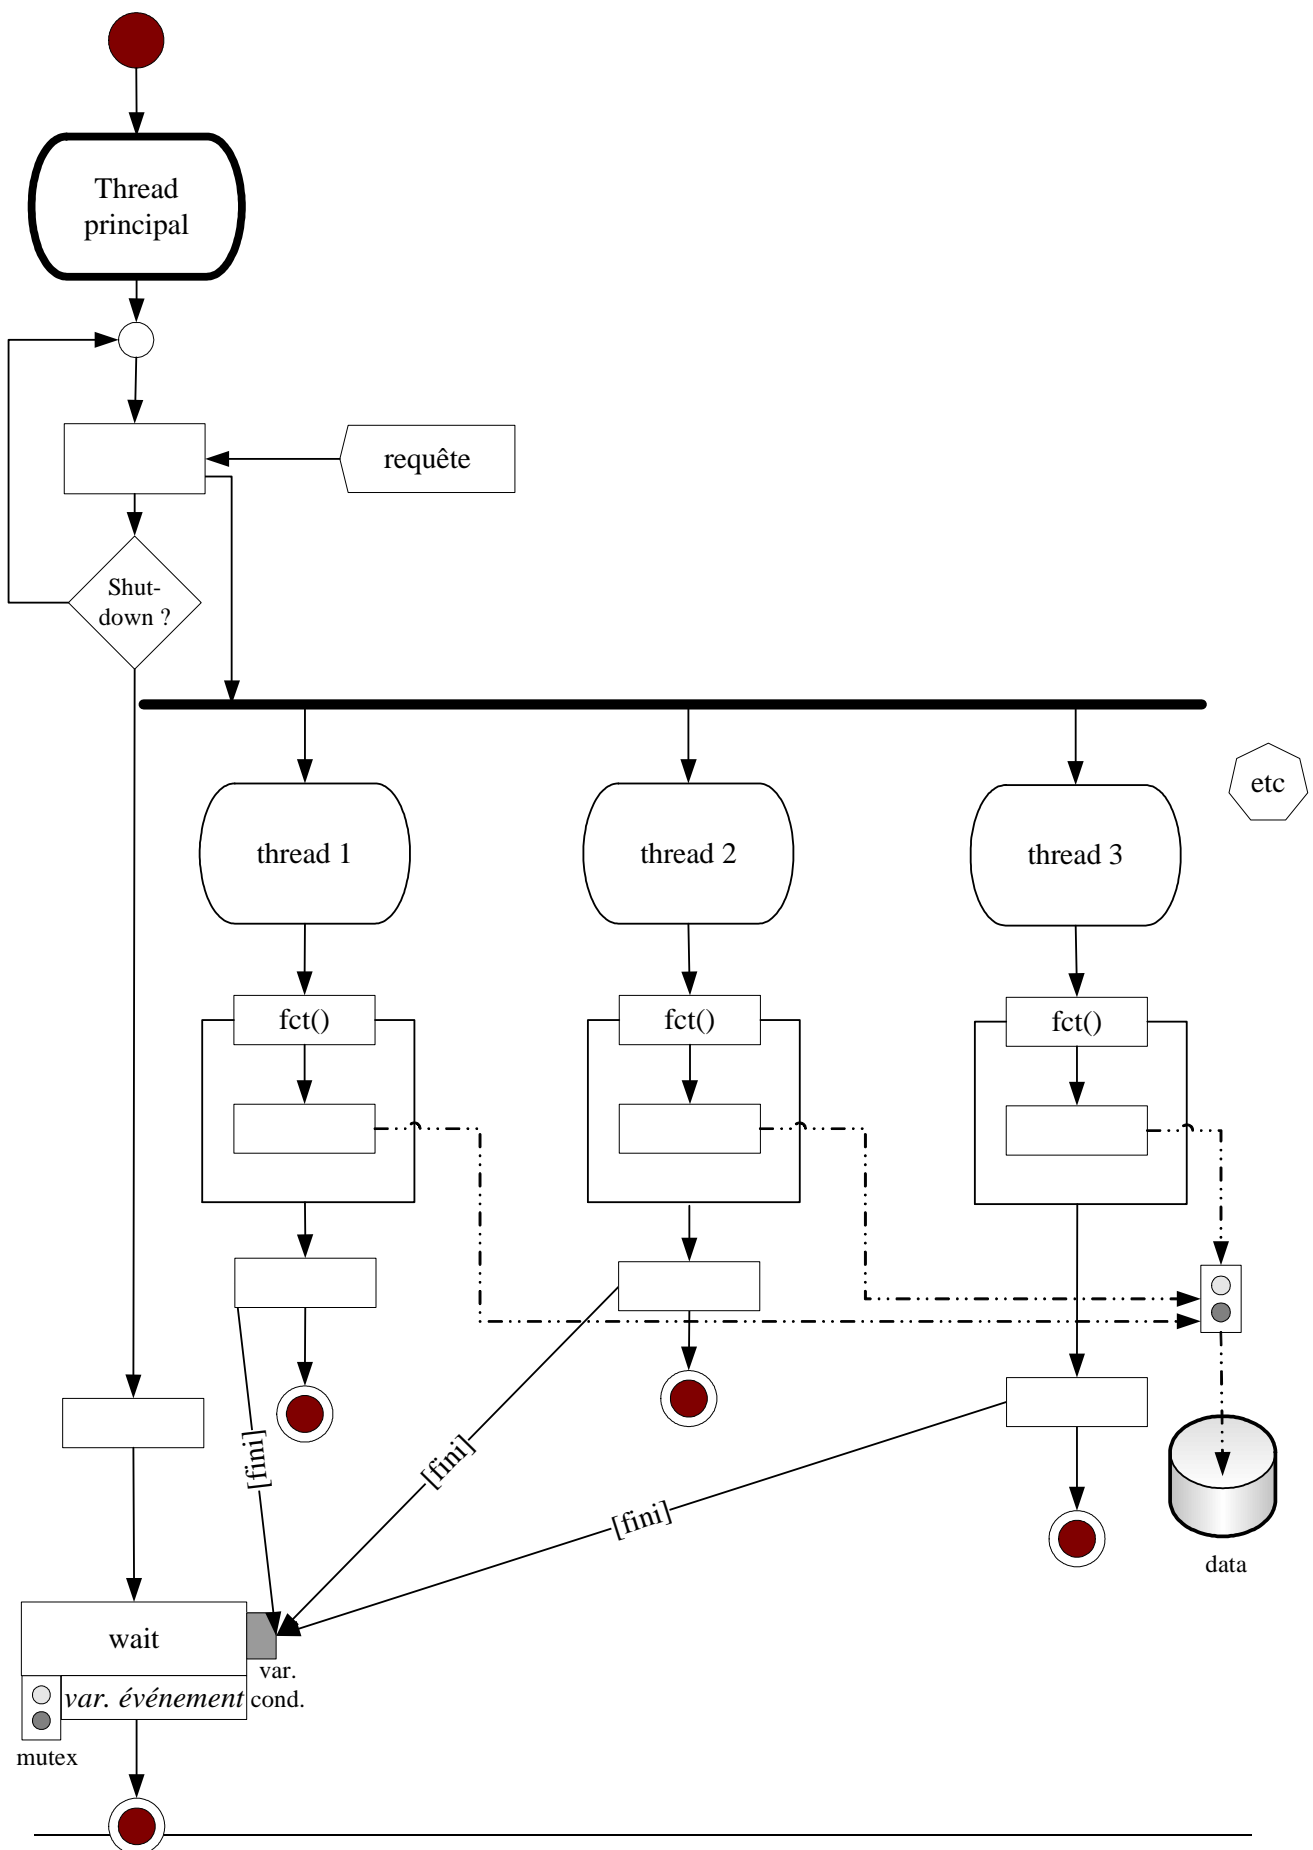 Thread
principal
requête
Shut-
down ?
etc
thread 1
thread 2
thread 3
fct()
fct()
fct()
[fini]
[fini]
[fini]
data
wait
var.
cond.
var. événement
mutex